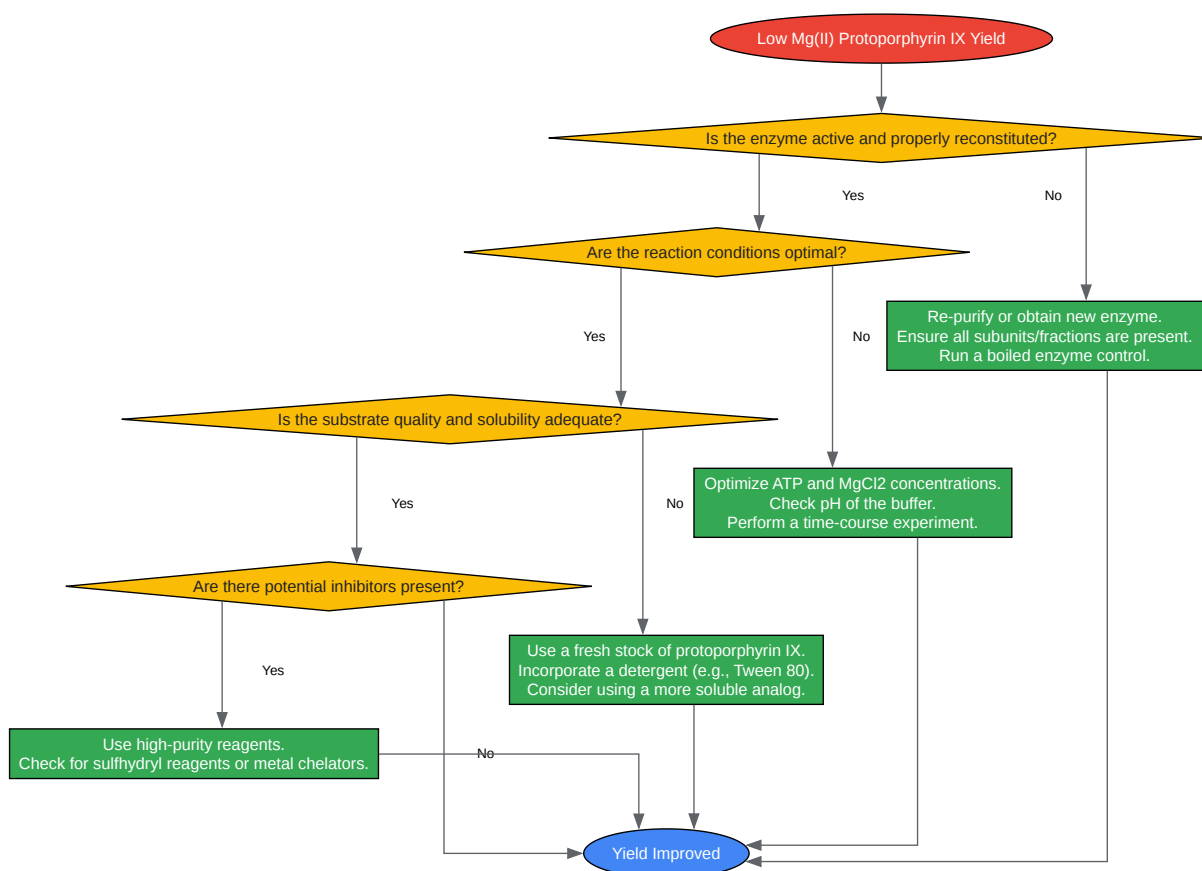 Low Mg(II) Protoporphyrin IX Yield
Is the enzyme active and properly reconstituted?
Yes
No
Are the reaction conditions optimal?
Re-purify or obtain new enzyme.
Ensure all subunits/fractions are present.
Run a boiled enzyme control.
Yes
No
Is the substrate quality and solubility adequate?
Optimize ATP and MgCl2 concentrations.
Check pH of the buffer.
Perform a time-course experiment.
Yes
No
Are there potential inhibitors present?
Use a fresh stock of protoporphyrin IX.
Incorporate a detergent (e.g., Tween 80).
Consider using a more soluble analog.
Yes
Use high-purity reagents.
Check for sulfhydryl reagents or metal chelators.
No
Yield Improved